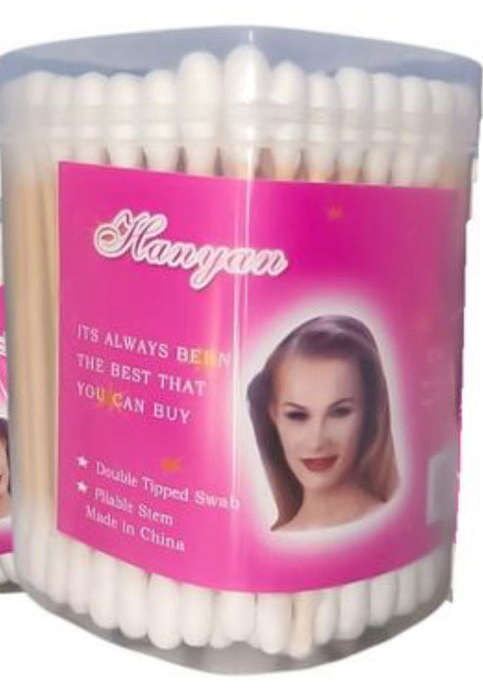 Hanyan
ITS ALWAYS BEEN
THE BEST THAT
YOU CAN BUY
★ Double Tipped Swab
★ Pliable Stem
Made in China